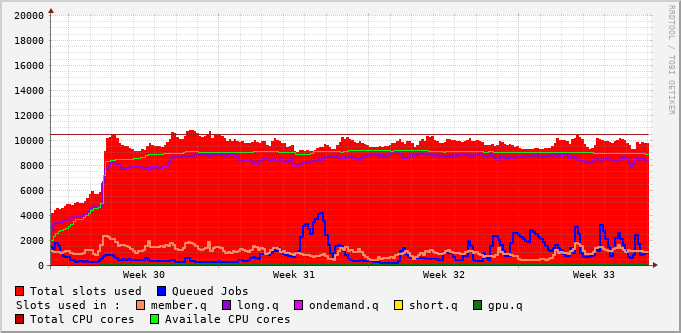 RRDTOOL / TOBI OETIKER
20000
18000
16000
14000
12000
10000
8000
6000
4000
2000
0
Week 30 Week 31 Week 32 Week 33
Total slots used Queued Jobs
Slots used in : member.q long.q ondemand.q short.q gpu.q
Total CPU cores Availale CPU cores